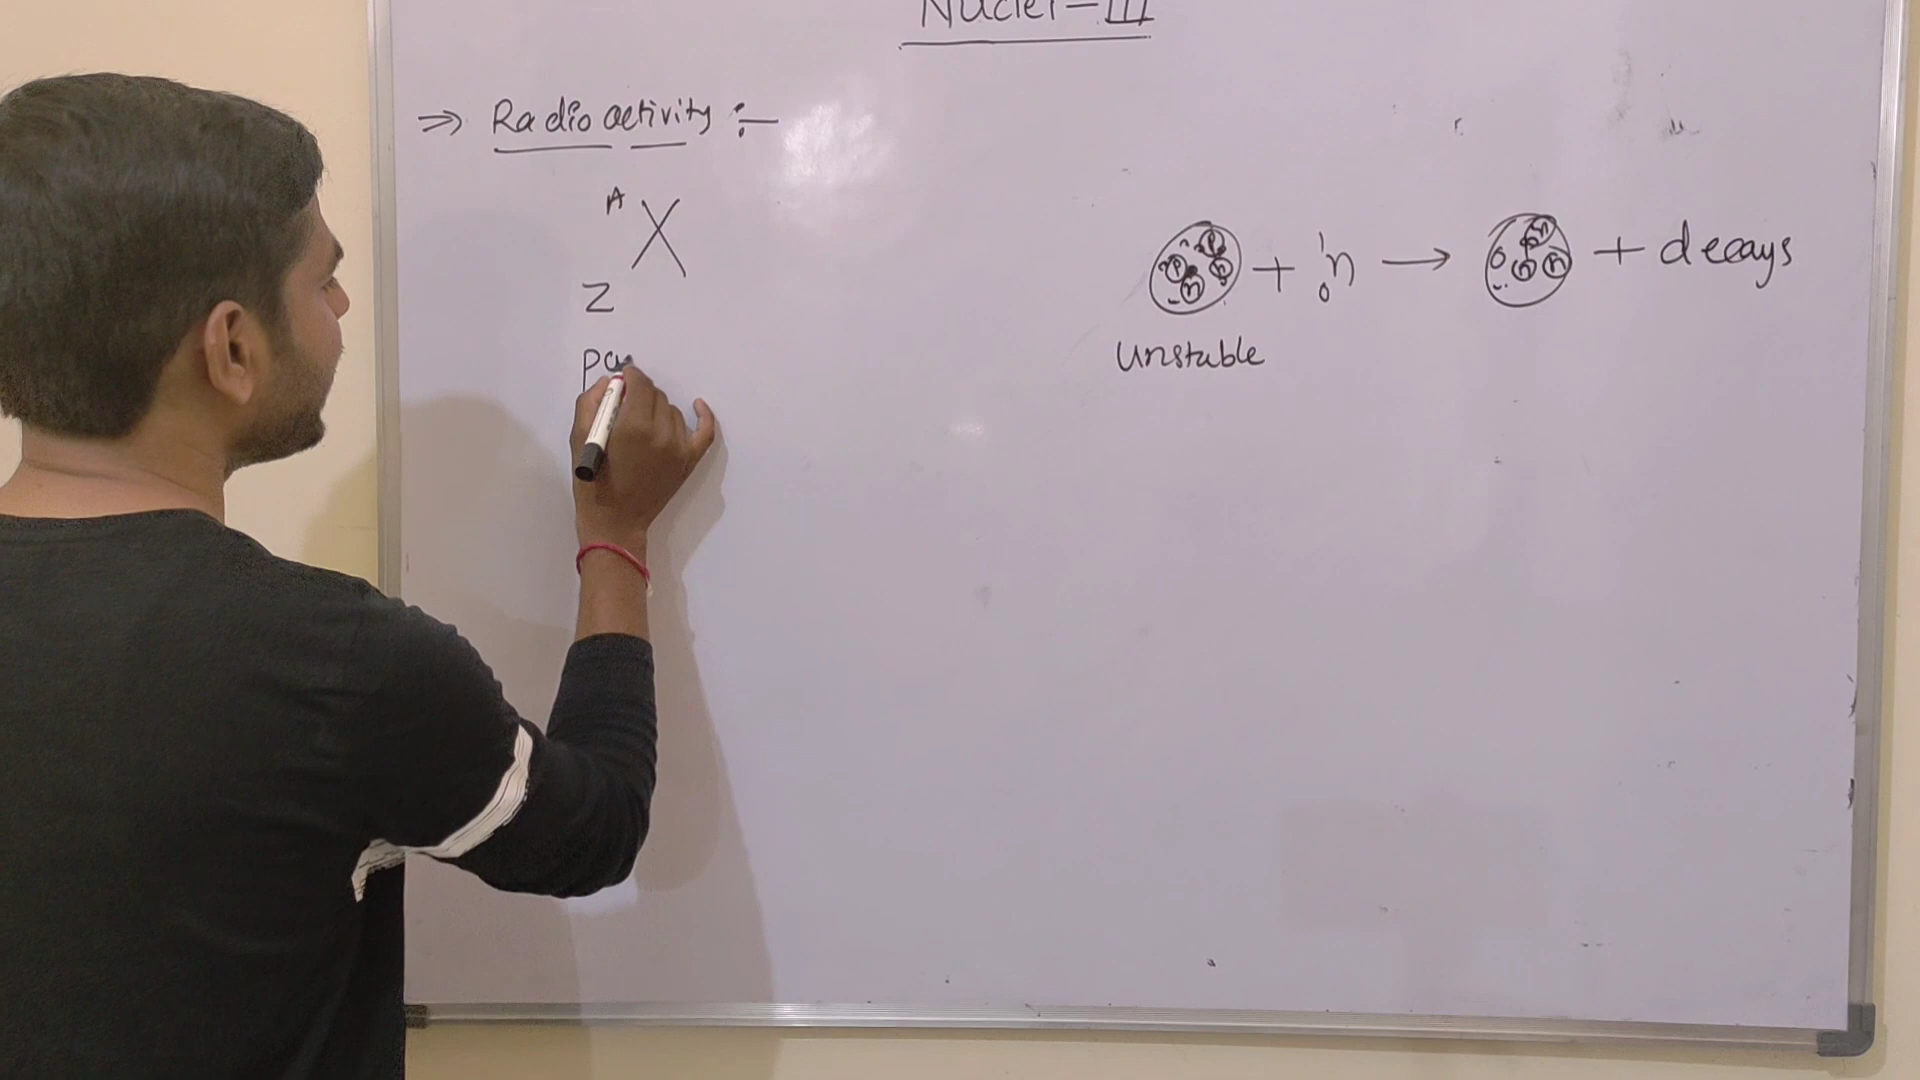 Nuclei-III
⇒ Radio activity :-
A
X
Z
pa
+ ¹₀n → + decays
Unstable